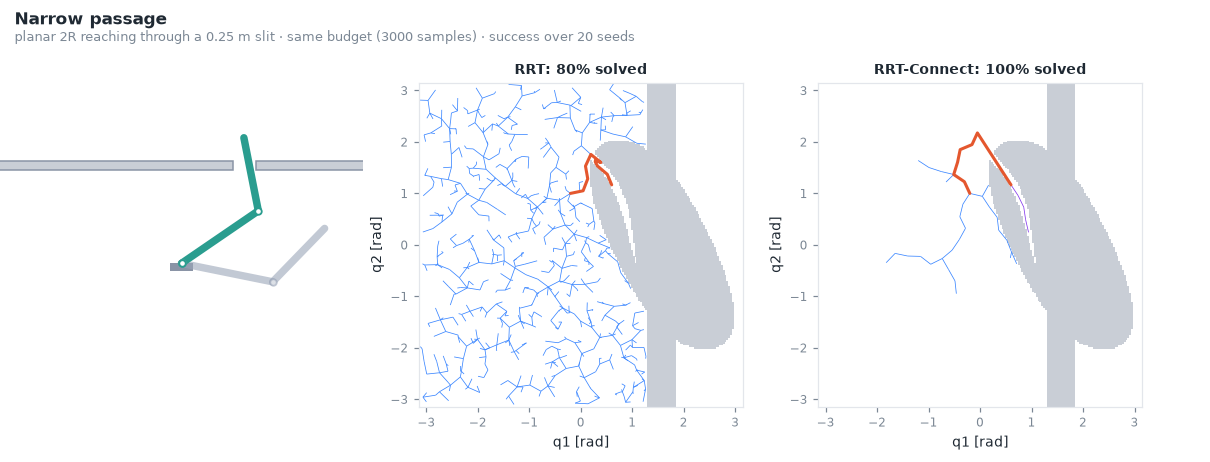 Narrow passage
planar 2R reaching through a 0.25 m slit · same budget (3000 samples) · success over 20 seeds
RRT: 80% solved
3
2
1
0
−1
−2
−3
q2 [rad]
−3 −2 −1 0 1 2 3
q1 [rad]
RRT-Connect: 100% solved
3
2
1
0
−1
−2
−3
q2 [rad]
−3 −2 −1 0 1 2 3
q1 [rad]